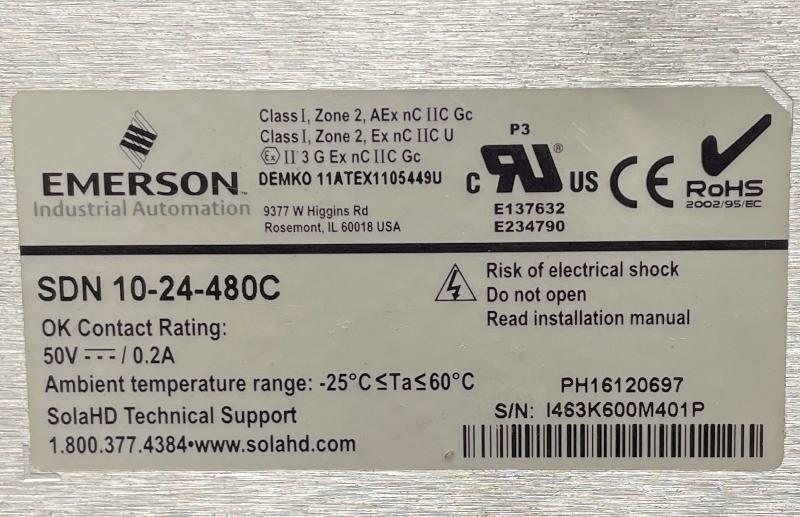 EMERSON
Industrial Automation
Class I, Zone 2, AEx nC IIC Gc
Class I, Zone 2, Ex nC IIC U
Ex II 3 G Ex nC IIC Gc
DEMKO 11ATEX1105449U
9377 W Higgins Rd
Rosemont, IL 60018 USA
P3
C RU ® US
E137632
E234790
CE
RoHS
2002/95/EC
SDN 10-24-480C
OK Contact Rating:
50V ⎓ / 0.2A
Ambient temperature range: -25°C≤Ta≤60°C
SolaHD Technical Support
1.800.377.4384•www.solahd.com
Risk of electrical shock
Do not open
Read installation manual
PH16120697
S/N: I463K600M401P